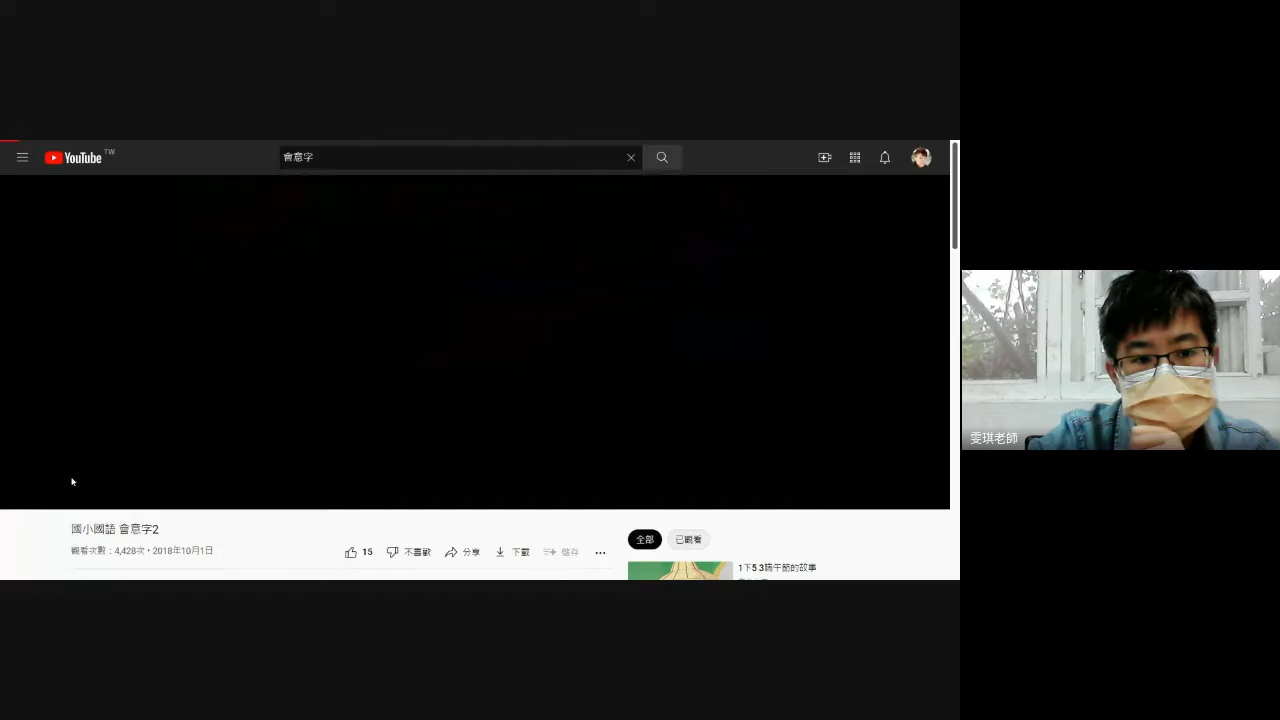 YouTube TW
會意字
國小國語 會意字2
觀看次數：4,428次 • 2018年10月1日
15
不喜歡
分享
下載
儲存
全部
已觀看
1下5 3端午節的故事
雯琪老師